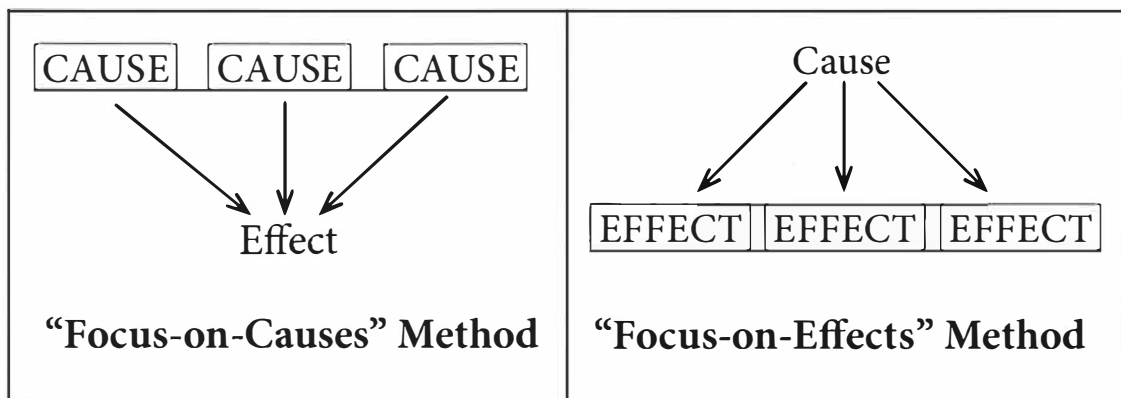 CAUSE CAUSE CAUSE
Effect
“Focus-on-Causes” Method
Cause
EFFECT EFFECT EFFECT
“Focus-on-Effects” Method